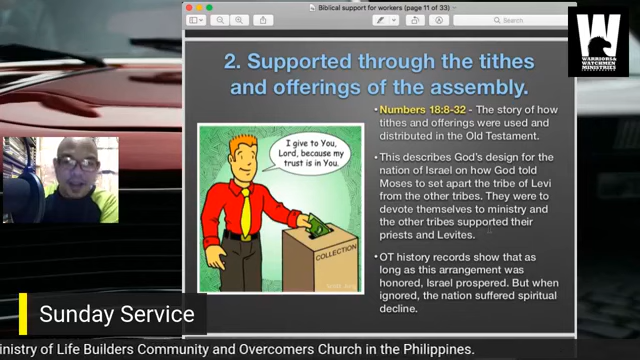 Biblical support for workers (page 11 of 33)
Search
WARRIORS &
WATCHMEN
MINISTRIES
2. Supported through the tithes
and offerings of the assembly.
• Numbers 18:8-32 - The story of how
tithes and offerings were used and
distributed in the Old Testament.
I give to You,
Lord, because my
trust is in You.
COLLECTION
• This describes God's design for the
nation of Israel on how God told
Moses to set apart the tribe of Levi
from the other tribes. They were to
devote themselves to ministry and
the other tribes supported their
priests and Levites.
• OT history records show that as
long as this arrangement was
honored, Israel prospered. But when
ignored, the nation suffered spiritual
decline.
Sunday Service
inistry of Life Builders Community and Overcomers Church in the Philippines.